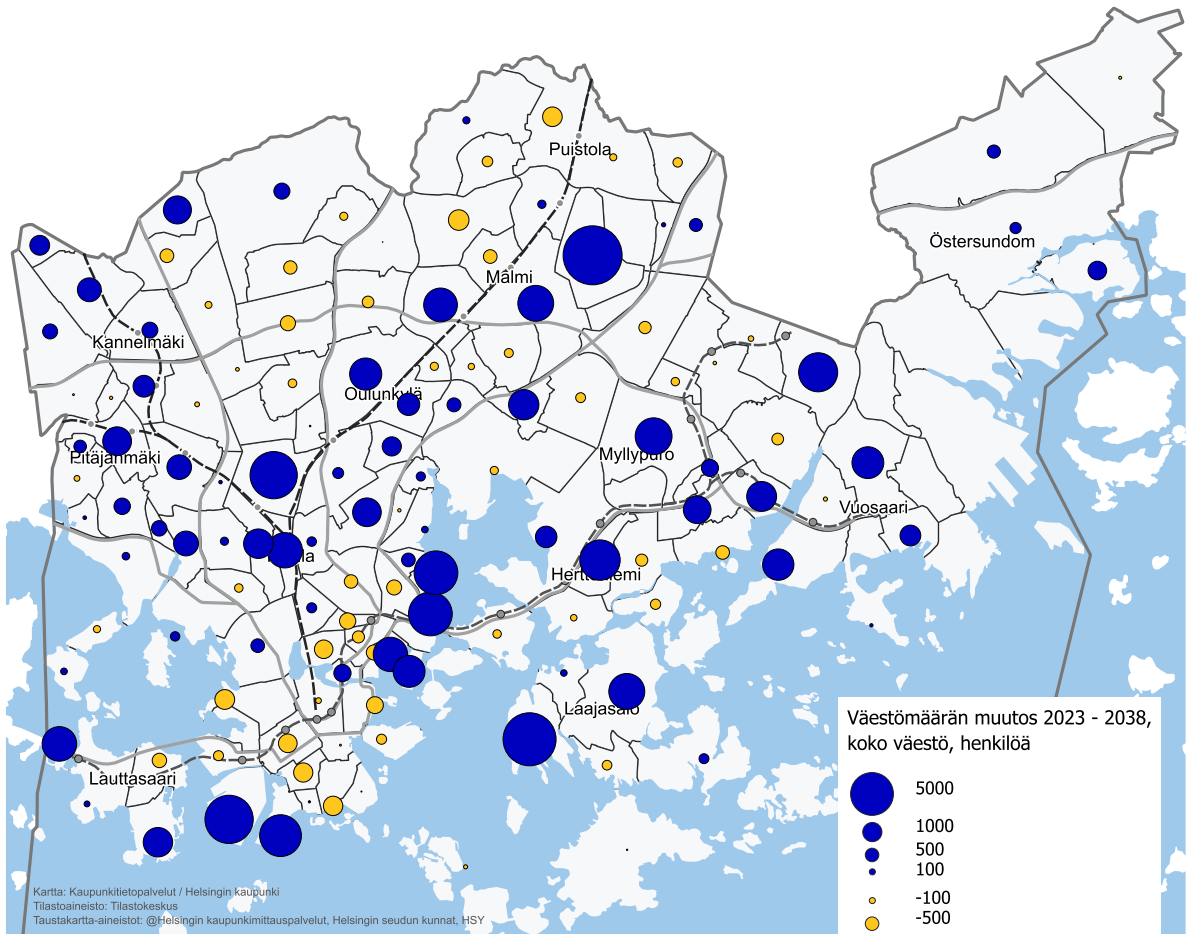 Puistola
Östersundom
Malmi
Kannelmäki
Oulunkylä
Pitäjänmäki
Myllypuro
Vuosaari
Herttoniemi
Laajasalo
Lauttasaari
Väestömäärän muutos 2023 - 2038,
koko väestö, henkilöä
5000
1000
500
100
-100
-500
Kartta: Kaupunkitietopalvelut / Helsingin kaupunki
Tilastoaineisto: Tilastokeskus
Taustakartta-aineistot: @Helsingin kaupunkimittauspalvelut, Helsingin seudun kunnat, HSY